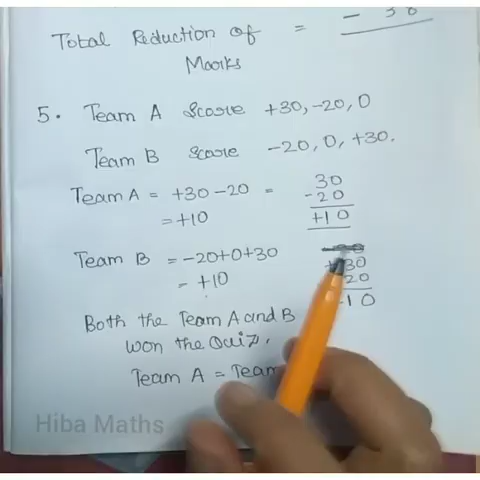 Total Reduction of = - 30
Marks
5. Team A Score +30, -20, 0
Team B Score -20, 0, +30.
Team A = +30 -20 =
= +10
30
-20
+10
Team B = -20+0+30
= +10
30
20
10
Both the Team A and B
won the Quiz.
Team A = Team
Hiba Maths